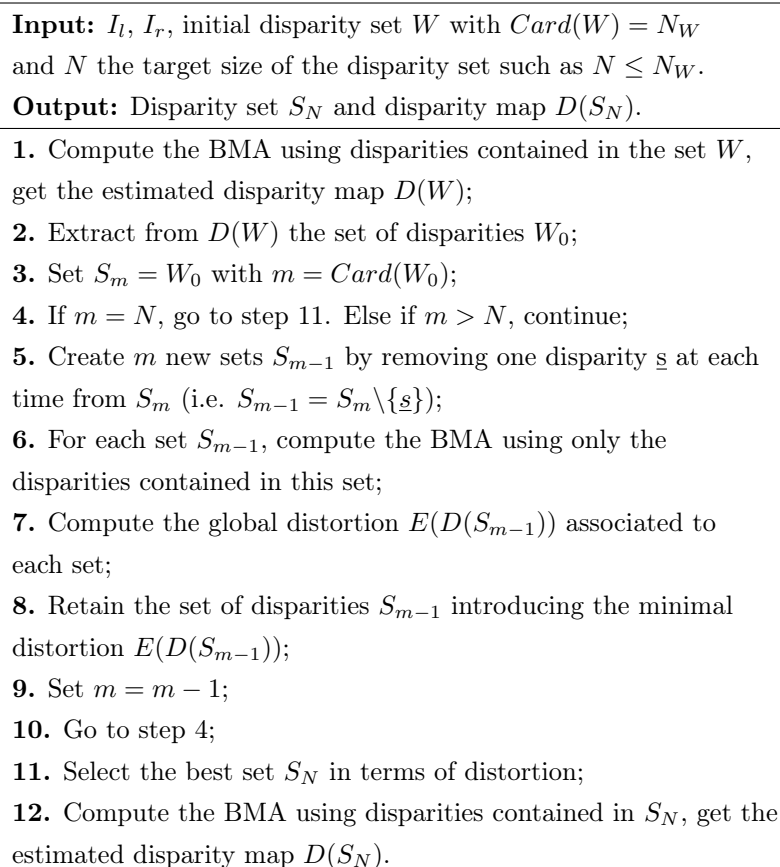 Input: I_l, I_r, initial disparity set W with Card(W) = N_W
and N the target size of the disparity set such as N ≤ N_W.
Output: Disparity set S_N and disparity map D(S_N).
1. Compute the BMA using disparities contained in the set W,
get the estimated disparity map D(W);
2. Extract from D(W) the set of disparities W_0;
3. Set S_m = W_0 with m = Card(W_0);
4. If m = N, go to step 11. Else if m > N, continue;
5. Create m new sets S_{m−1} by removing one disparity s at each
time from S_m (i.e. S_{m−1} = S_m\{s});
6. For each set S_{m−1}, compute the BMA using only the
disparities contained in this set;
7. Compute the global distortion E(D(S_{m−1})) associated to
each set;
8. Retain the set of disparities S_{m−1} introducing the minimal
distortion E(D(S_{m−1}));
9. Set m = m − 1;
10. Go to step 4;
11. Select the best set S_N in terms of distortion;
12. Compute the BMA using disparities contained in S_N, get the
estimated disparity map D(S_N).